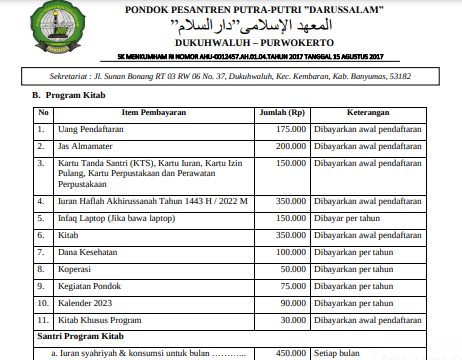 PONDOK PESANTREN PUTRA-PUTRI "DARUSSALAM"
المعهد الإسلامى "دار السلام"
DUKUHWALUH – PURWOKERTO
SK MENKUMHAM RI NOMOR AHU-0012457.AH.01.04.TAHUN 2017 TANGGAL 15 AGUSTUS 2017
Sekretariat : Jl. Sunan Bonang RT 03 RW 06 No. 37, Dukuhwaluh, Kec. Kembaran, Kab. Banyumas, 53182
B. Program Kitab
No Item Pembayaran Jumlah (Rp) Keterangan
1. Uang Pendaftaran 175.000 Dibayarkan awal pendaftaran
2. Jas Almamater 200.000 Dibayarkan awal pendaftaran
3. Kartu Tanda Santri (KTS), Kartu Iuran, Kartu Izin 150.000 Dibayarkan awal pendaftaran
Pulang, Kartu Perpustakaan dan Perawatan
Perpustakaan
4. Iuran Haflah Akhirussanah Tahun 1443 H / 2022 M 350.000 Dibayarkan awal pendaftaran
5. Infaq Laptop (Jika bawa laptop) 150.000 Dibayar per tahun
6. Kitab 350.000 Dibayarkan awal pendaftaran
7. Dana Kesehatan 100.000 Dibayarkan per tahun
8. Koperasi 50.000 Dibayarkan per tahun
9. Kegiatan Pondok 75.000 Dibayarkan per tahun
10. Kalender 2023 90.000 Dibayarkan per tahun
11. Kitab Khusus Program 30.000 Dibayarkan awal pendaftaran
Santri Program Kitab
a. Iuran syahriyah & konsumsi untuk bulan ……….. 450.000 Setiap bulan